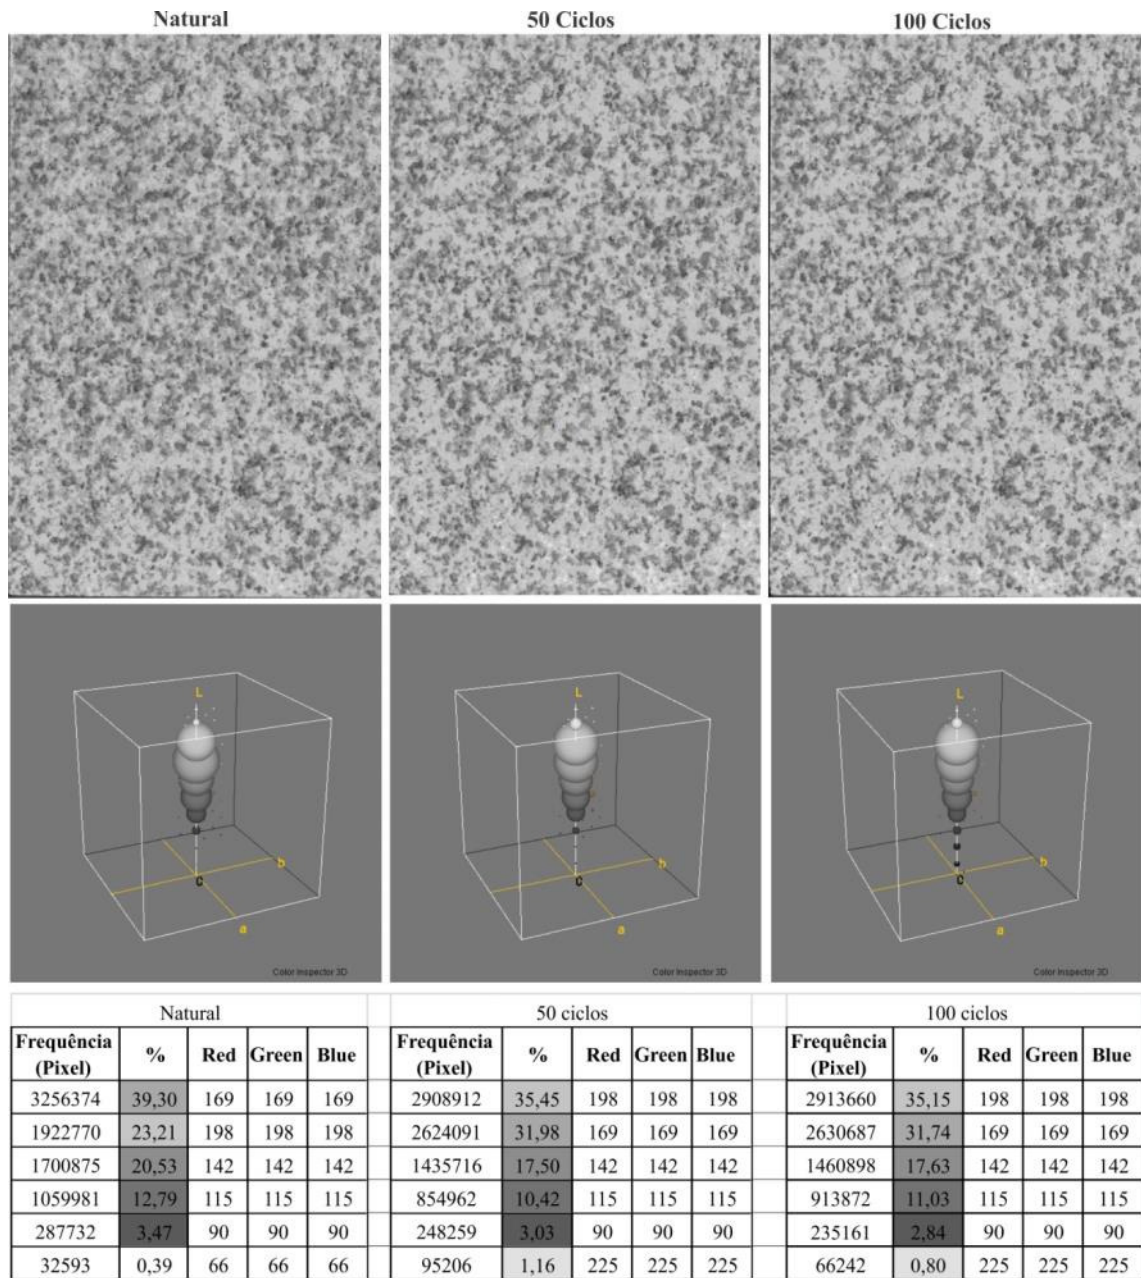 Natural 50 Ciclos 100 Ciclos
L L L
b b b
C C C
a a a
Color Inspector 3D Color Inspector 3D Color Inspector 3D
Natural 50 ciclos 100 ciclos
Frequência (Pixel) % Red Green Blue Frequência (Pixel) % Red Green Blue Frequência (Pixel) % Red Green Blue
3256374 39,30 169 169 169 2908912 35,45 198 198 198 2913660 35,15 198 198 198
1922770 23,21 198 198 198 2624091 31,98 169 169 169 2630687 31,74 169 169 169
1700875 20,53 142 142 142 1435716 17,50 142 142 142 1460898 17,63 142 142 142
1059981 12,79 115 115 115 854962 10,42 115 115 115 913872 11,03 115 115 115
287732 3,47 90 90 90 248259 3,03 90 90 90 235161 2,84 90 90 90
32593 0,39 66 66 66 95206 1,16 225 225 225 66242 0,80 225 225 225